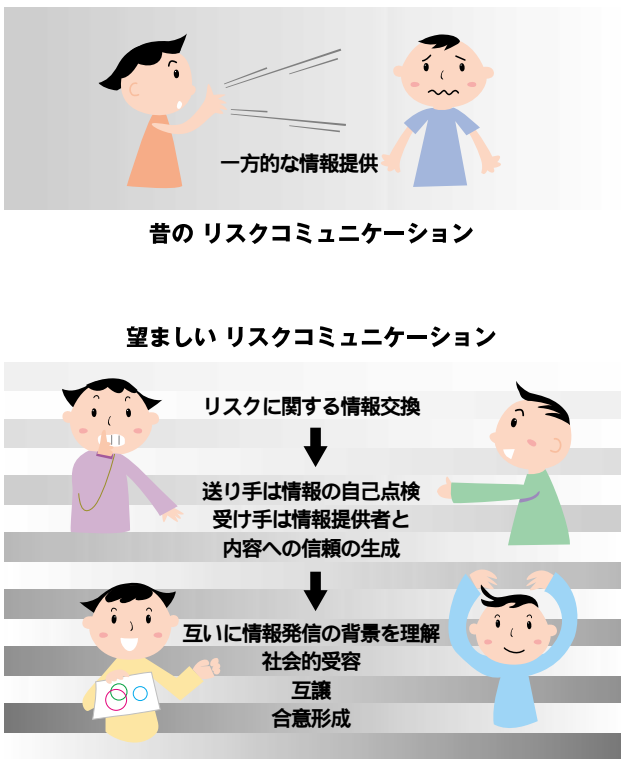 一方的な情報提供
昔の リスクコミュニケーション
望ましい リスクコミュニケーション
リスクに関する情報交換
送り手は情報の自己点検
受け手は情報提供者と
内容への信頼の生成
互いに情報発信の背景を理解
社会的受容
互譲
合意形成